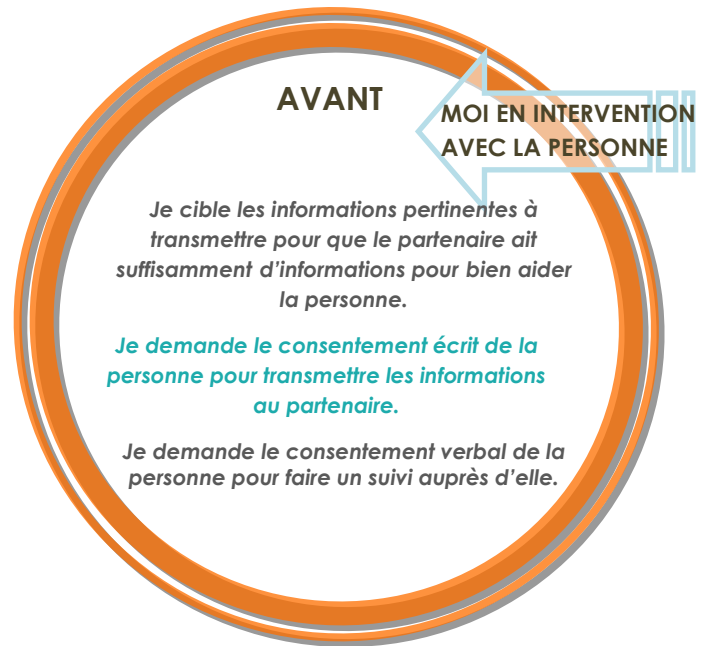 AVANT
MOI EN INTERVENTION
AVEC LA PERSONNE
Je cible les informations pertinentes à
transmettre pour que le partenaire ait
suffisamment d'informations pour bien aider
la personne.
Je demande le consentement écrit de la
personne pour transmettre les informations
au partenaire.
Je demande le consentement verbal de la
personne pour faire un suivi auprès d'elle.